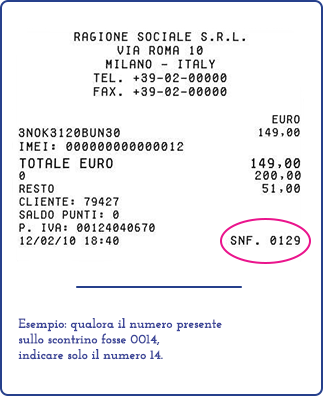 RAGIONE SOCIALE S.R.L.
VIA ROMA 10
MILANO - ITALY
TEL. +39-02-00000
FAX. +39-02-00000
EURO
3NOK3120BUN30 149,00
IMEI: 0000000000000012
TOTALE EURO 149,00
0 200,00
RESTO 51,00
CLIENTE: 79427
SALDO PUNTI: 0
P. IVA: 00124040670
12/02/10 18:40 SNF. 0129
Esempio: qualora il numero presente
sullo scontrino fosse 0014,
indicare solo il numero 14.